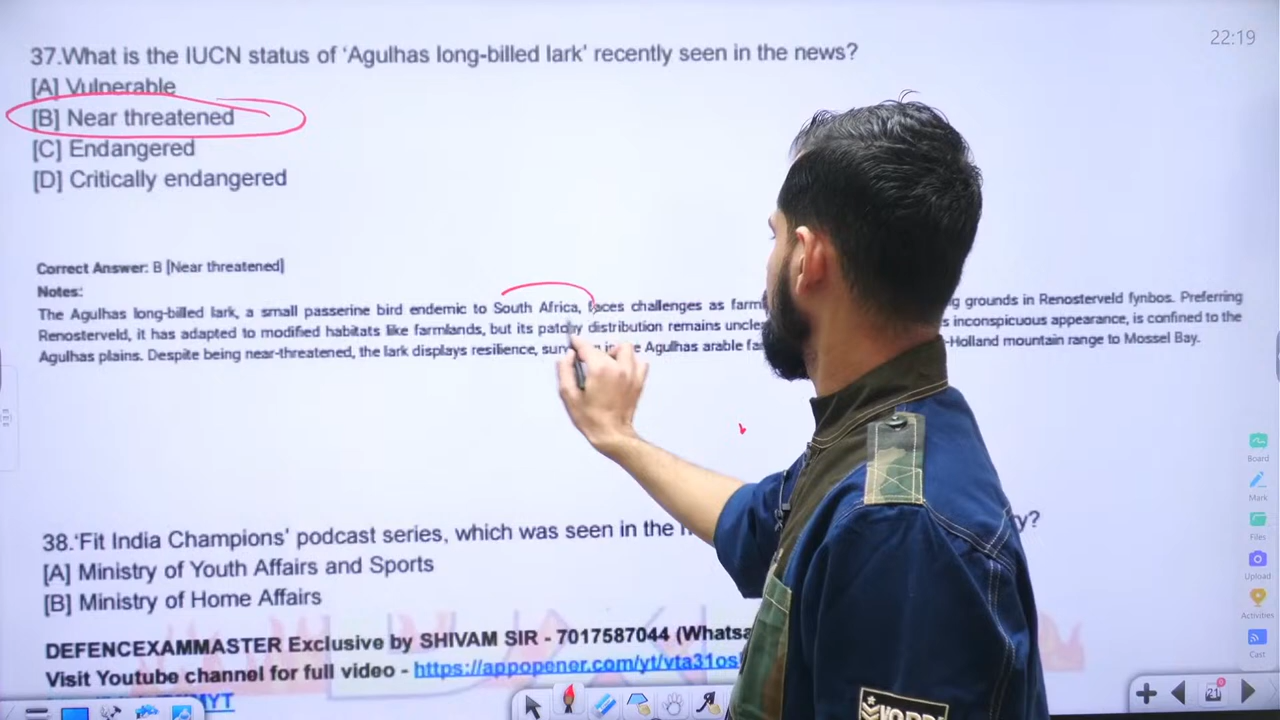 22:19
37.What is the IUCN status of ‘Agulhas long-billed lark’ recently seen in the news?
[A] Vulnerable
[B] Near threatened
[C] Endangered
[D] Critically endangered
Correct Answer: B [Near threatened]
Notes:
The Agulhas long-billed lark, a small passerine bird endemic to South Africa, faces challenges as grounds in Renosterveld fynbos. Preferring
Renosterveld, it has adapted to modified habitats like farmlands, but its patchy distribution remains inconspicuous appearance, is confined to the
Agulhas plains. Despite being near-threatened, the lark displays resilience, Agulhas arable -Holland mountain range to Mossel Bay.
38.‘Fit India Champions’ podcast series, which was seen in the
[A] Ministry of Youth Affairs and Sports
[B] Ministry of Home Affairs
DEFENCEXAMMASTER Exclusive by SHIVAM SIR - 7017587044
Visit Youtube channel for full video - https://appopener.com/yt/vta31os
Board
Mark
Files
Upload
Activities
Cast
21